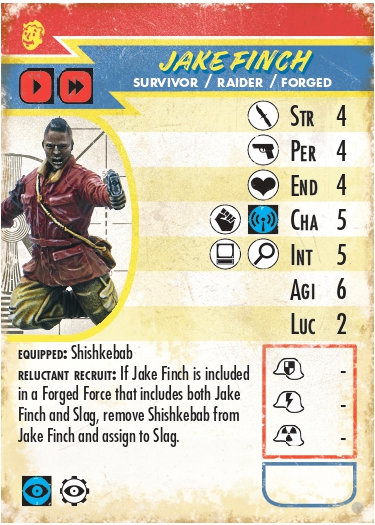 JAKE FINCH
SURVIVOR / RAIDER / FORGED
STR 4
PER 4
END 4
CHA 5
INT 5
AGI 6
LUC 2
EQUIPPED: Shishkebab
RELUCTANT RECRUIT: If Jake Finch is included
in a Forged Force that includes both Jake
Finch and Slag, remove Shishkebab from
Jake Finch and assign to Slag.
-
-
-